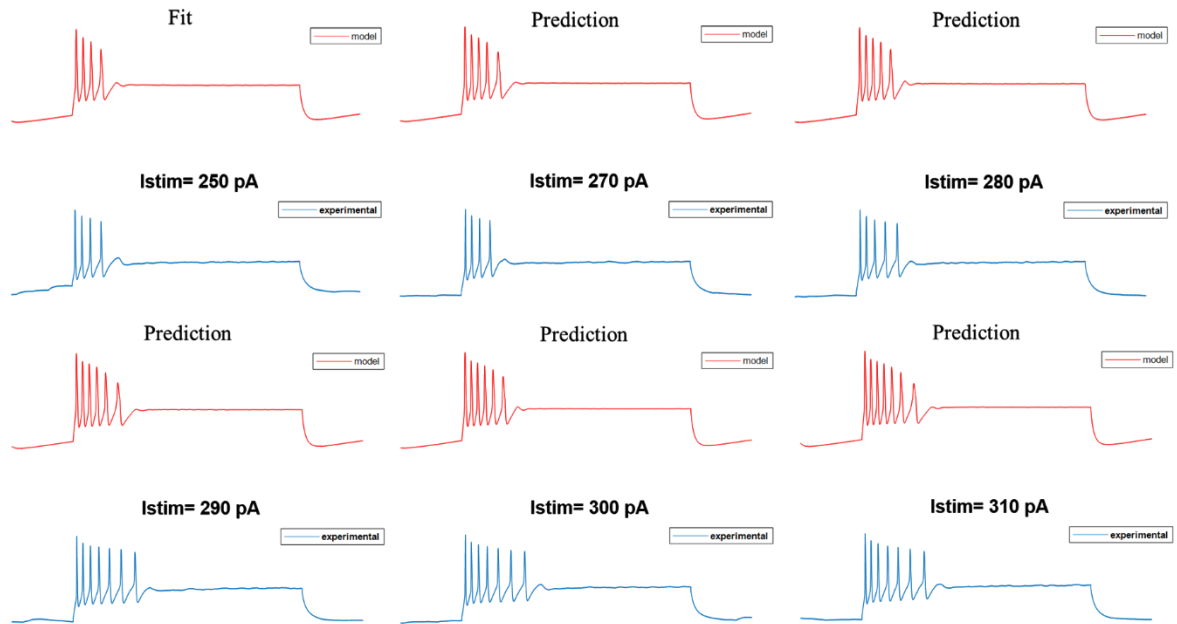 Fit
model
Prediction
model
Prediction
model
Istim= 250 pA
experimental
Istim= 270 pA
experimental
Istim= 280 pA
experimental
Prediction
model
Prediction
model
Prediction
model
Istim= 290 pA
experimental
Istim= 300 pA
experimental
Istim= 310 pA
experimental